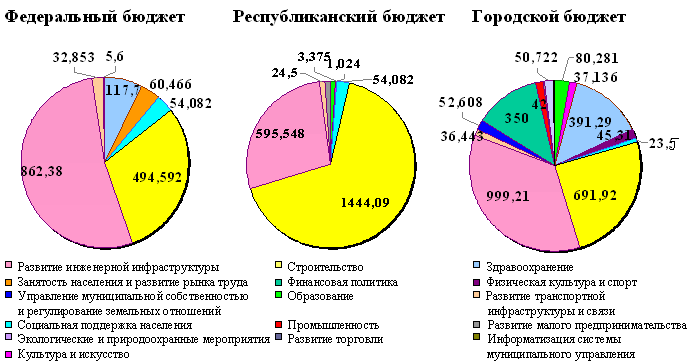 Федеральный бюджет Республиканский бюджет Городской бюджет
32,853 5,6 117,7 60,466 54,082 494,592 862,38
3,375 1,024 24,5 54,082 595,548 1444,09
50,722 80,281 37,136 52,608 42 350 391,29 36,443 45,31 23,5 999,21 691,92
Развитие инженерной инфраструктуры Строительство Здравоохранение
Занятость населения и развитие рынка труда Финансовая политика Физическая культура и спорт
Управление муниципальной собственностью Образование Развитие транспортной
и регулирование земельных отношений инфраструктуры и связи
Социальная поддержка населения Промышленность Развитие малого предпринимательства
Экологические и природоохранные мероприятия Развитие торговли Информатизация системы
Культура и искусство муниципального управления